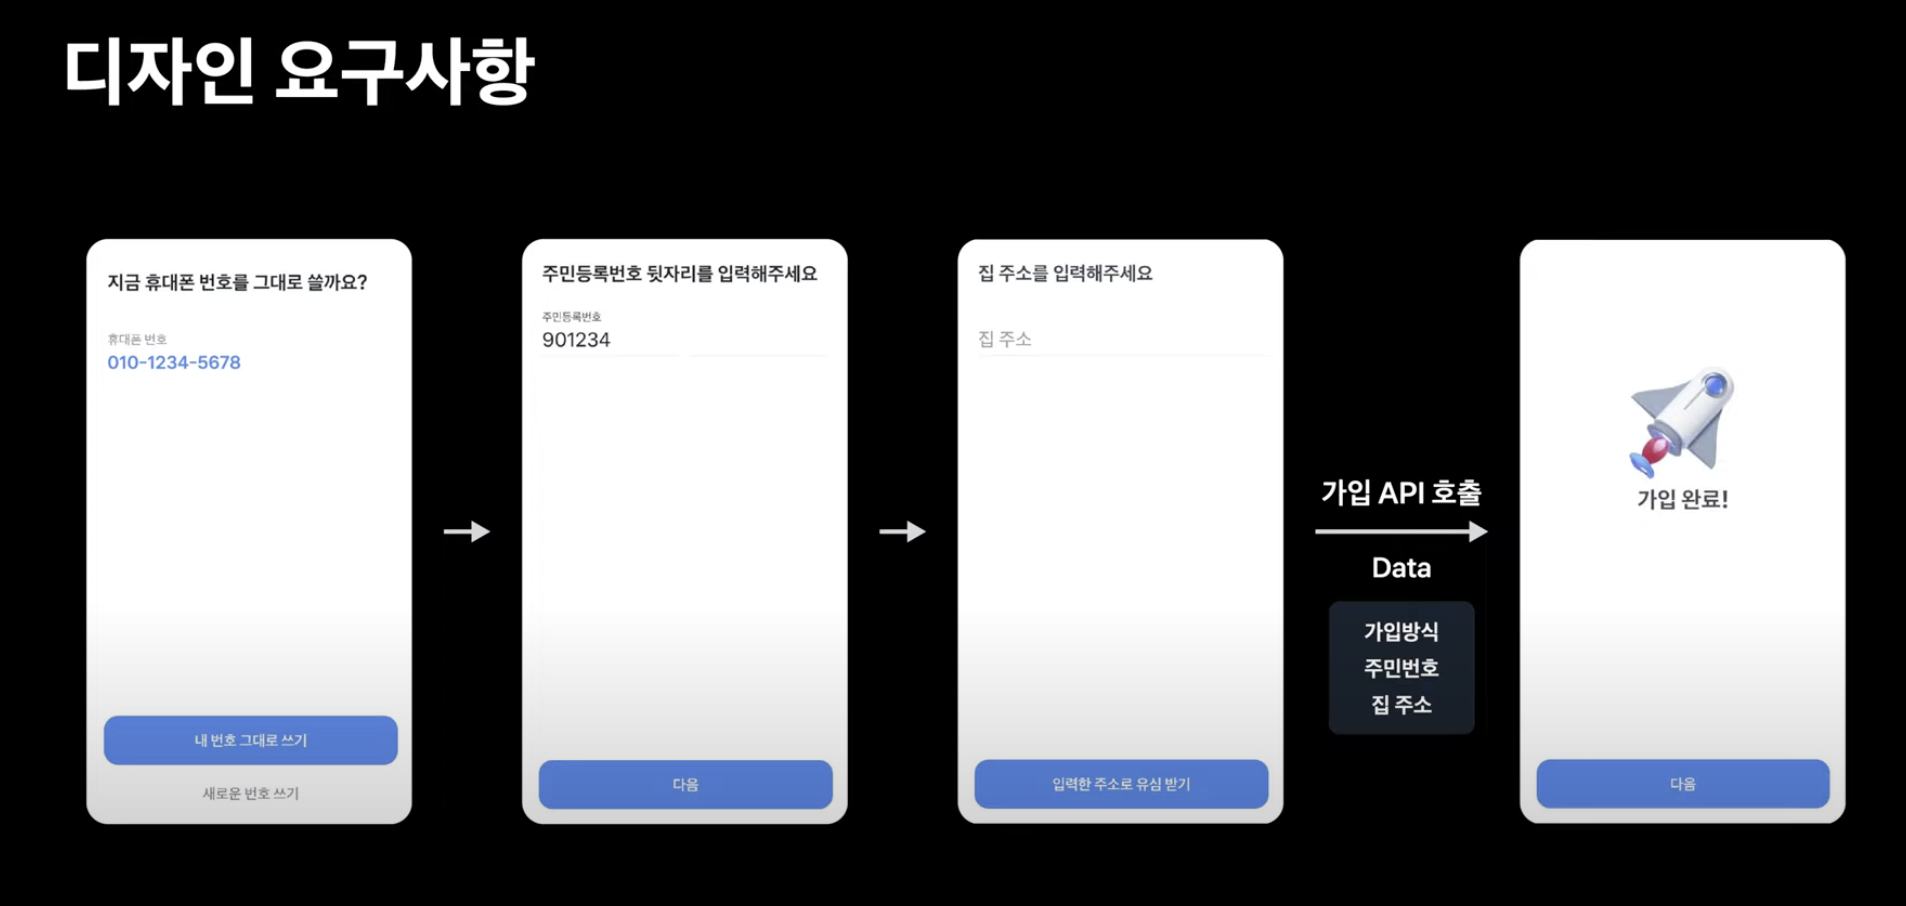 디자인 요구사항
지금 휴대폰 번호를 그대로 쓸까요?
휴대폰 번호
010-1234-5678
내 번호 그대로 쓰기
새로운 번호 쓰기
주민등록번호 뒷자리를 입력해주세요
주민등록번호
901234
다음
집 주소를 입력해주세요
집 주소
입력한 주소로 유심 받기
가입 API 호출
Data
가입방식
주민번호
집 주소
가입 완료!
다음